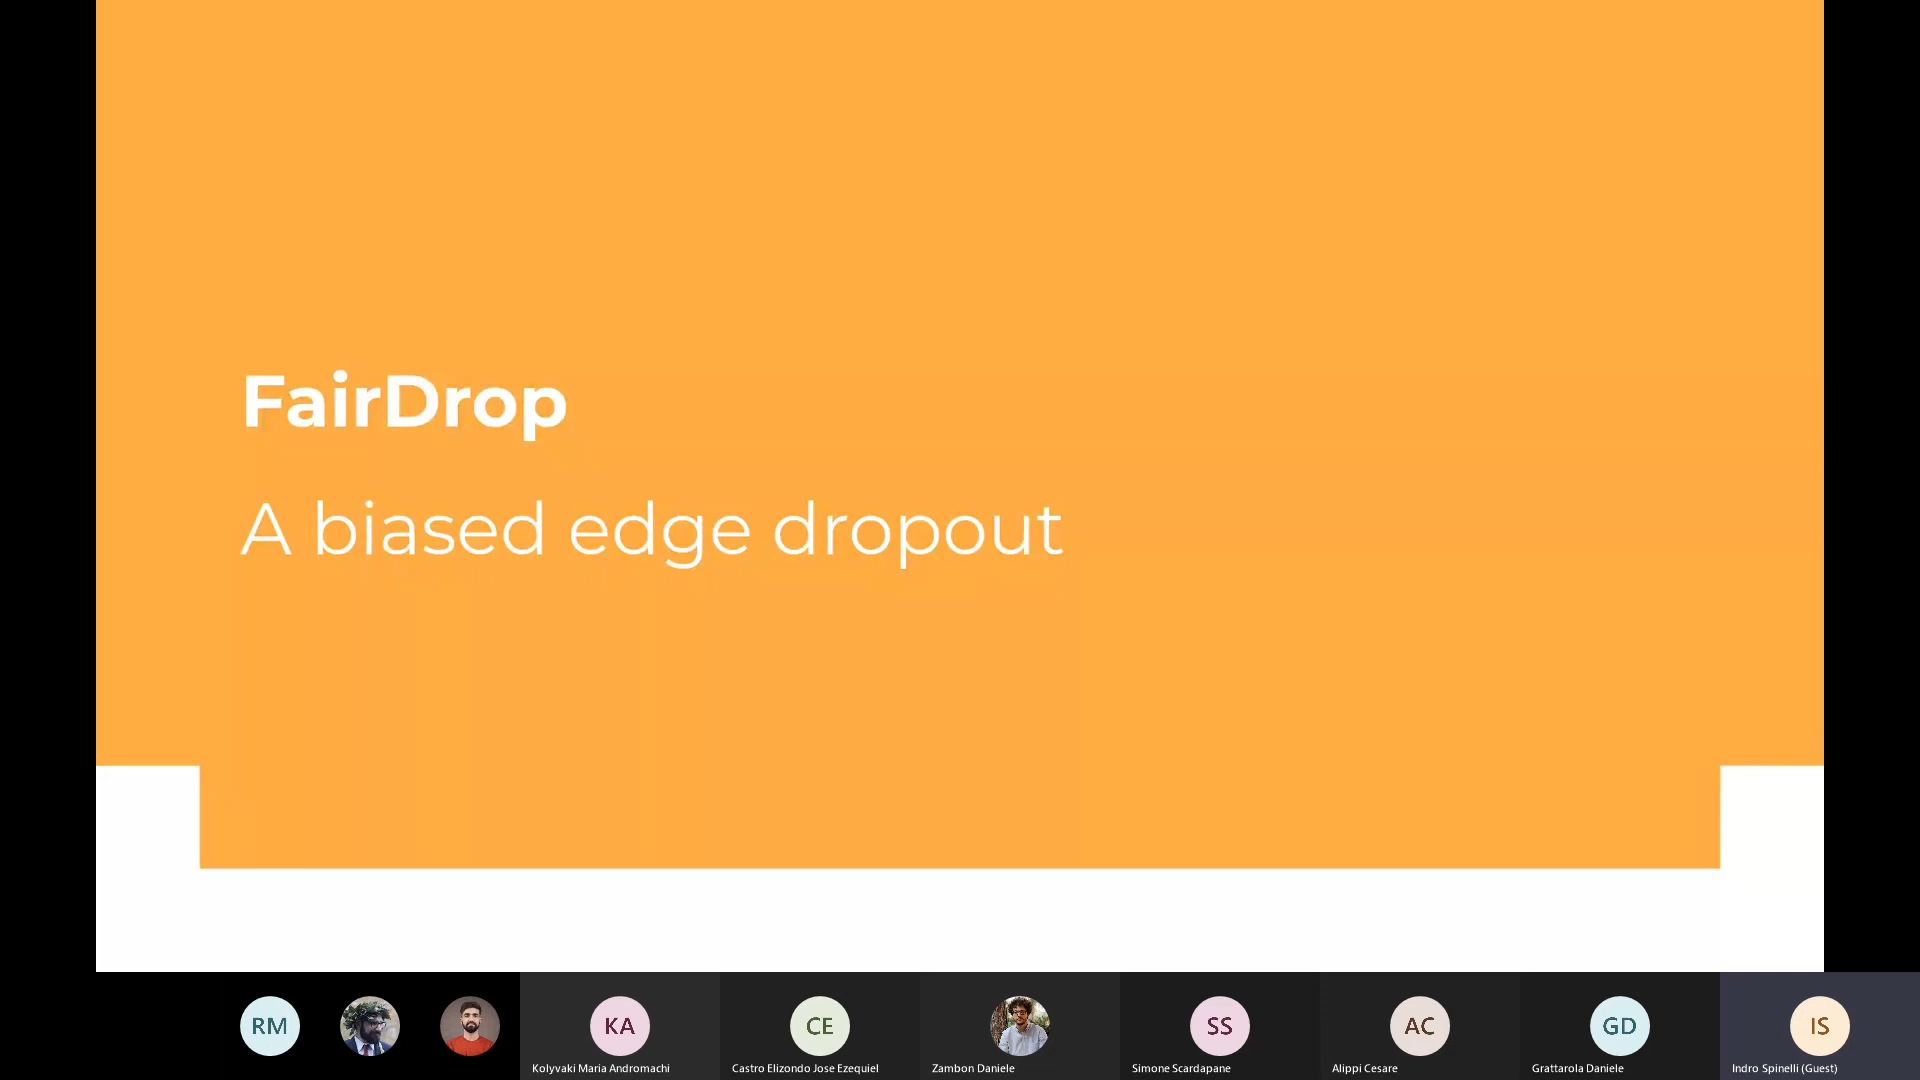 FairDrop
A biased edge dropout
RM
KA
CE
SS
AC
GD
IS
Kolyvaki Maria Andromachi
Castro Elizondo Jose Ezequiel
Zambon Daniele
Simone Scardapane
Alippi Cesare
Grattarola Daniele
Indro Spinelli (Guest)